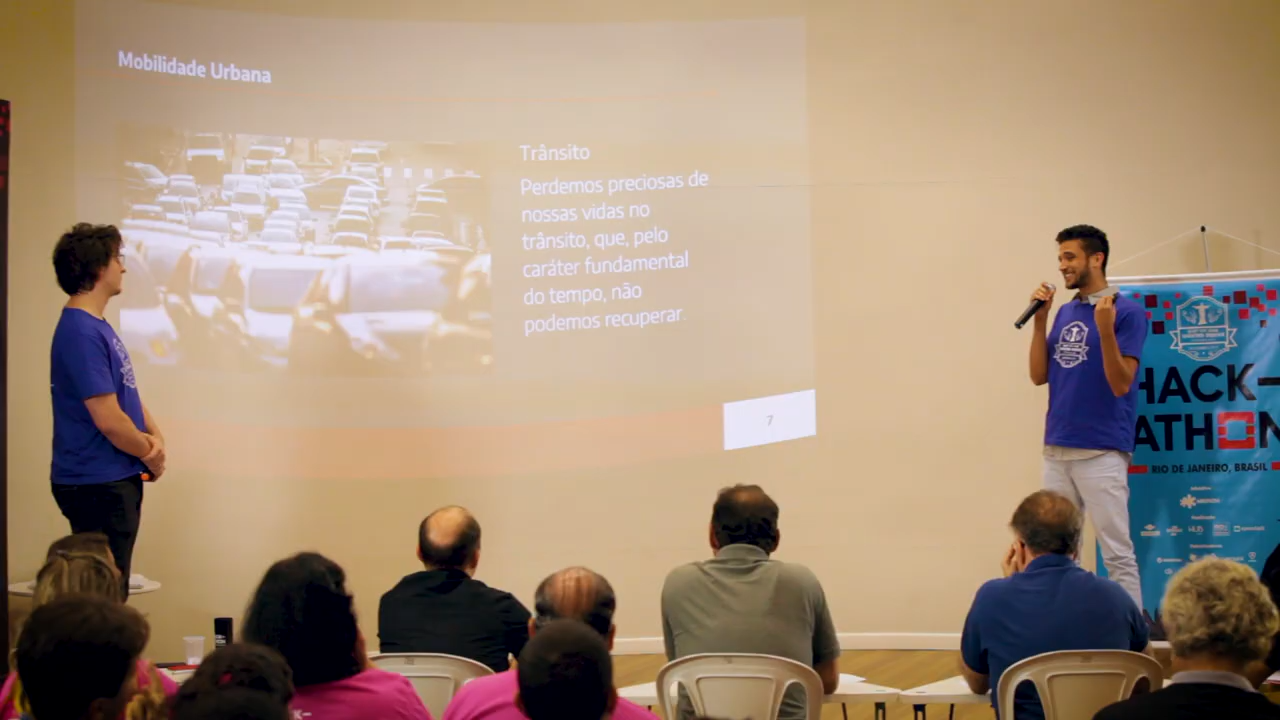 Mobilidade Urbana
Trânsito
Perdemos preciosas de
nossas vidas no
trânsito, que, pelo
caráter fundamental
do tempo, não
podemos recuperar.
7
HACK-
ATHON
RIO DE JANEIRO, BRASIL